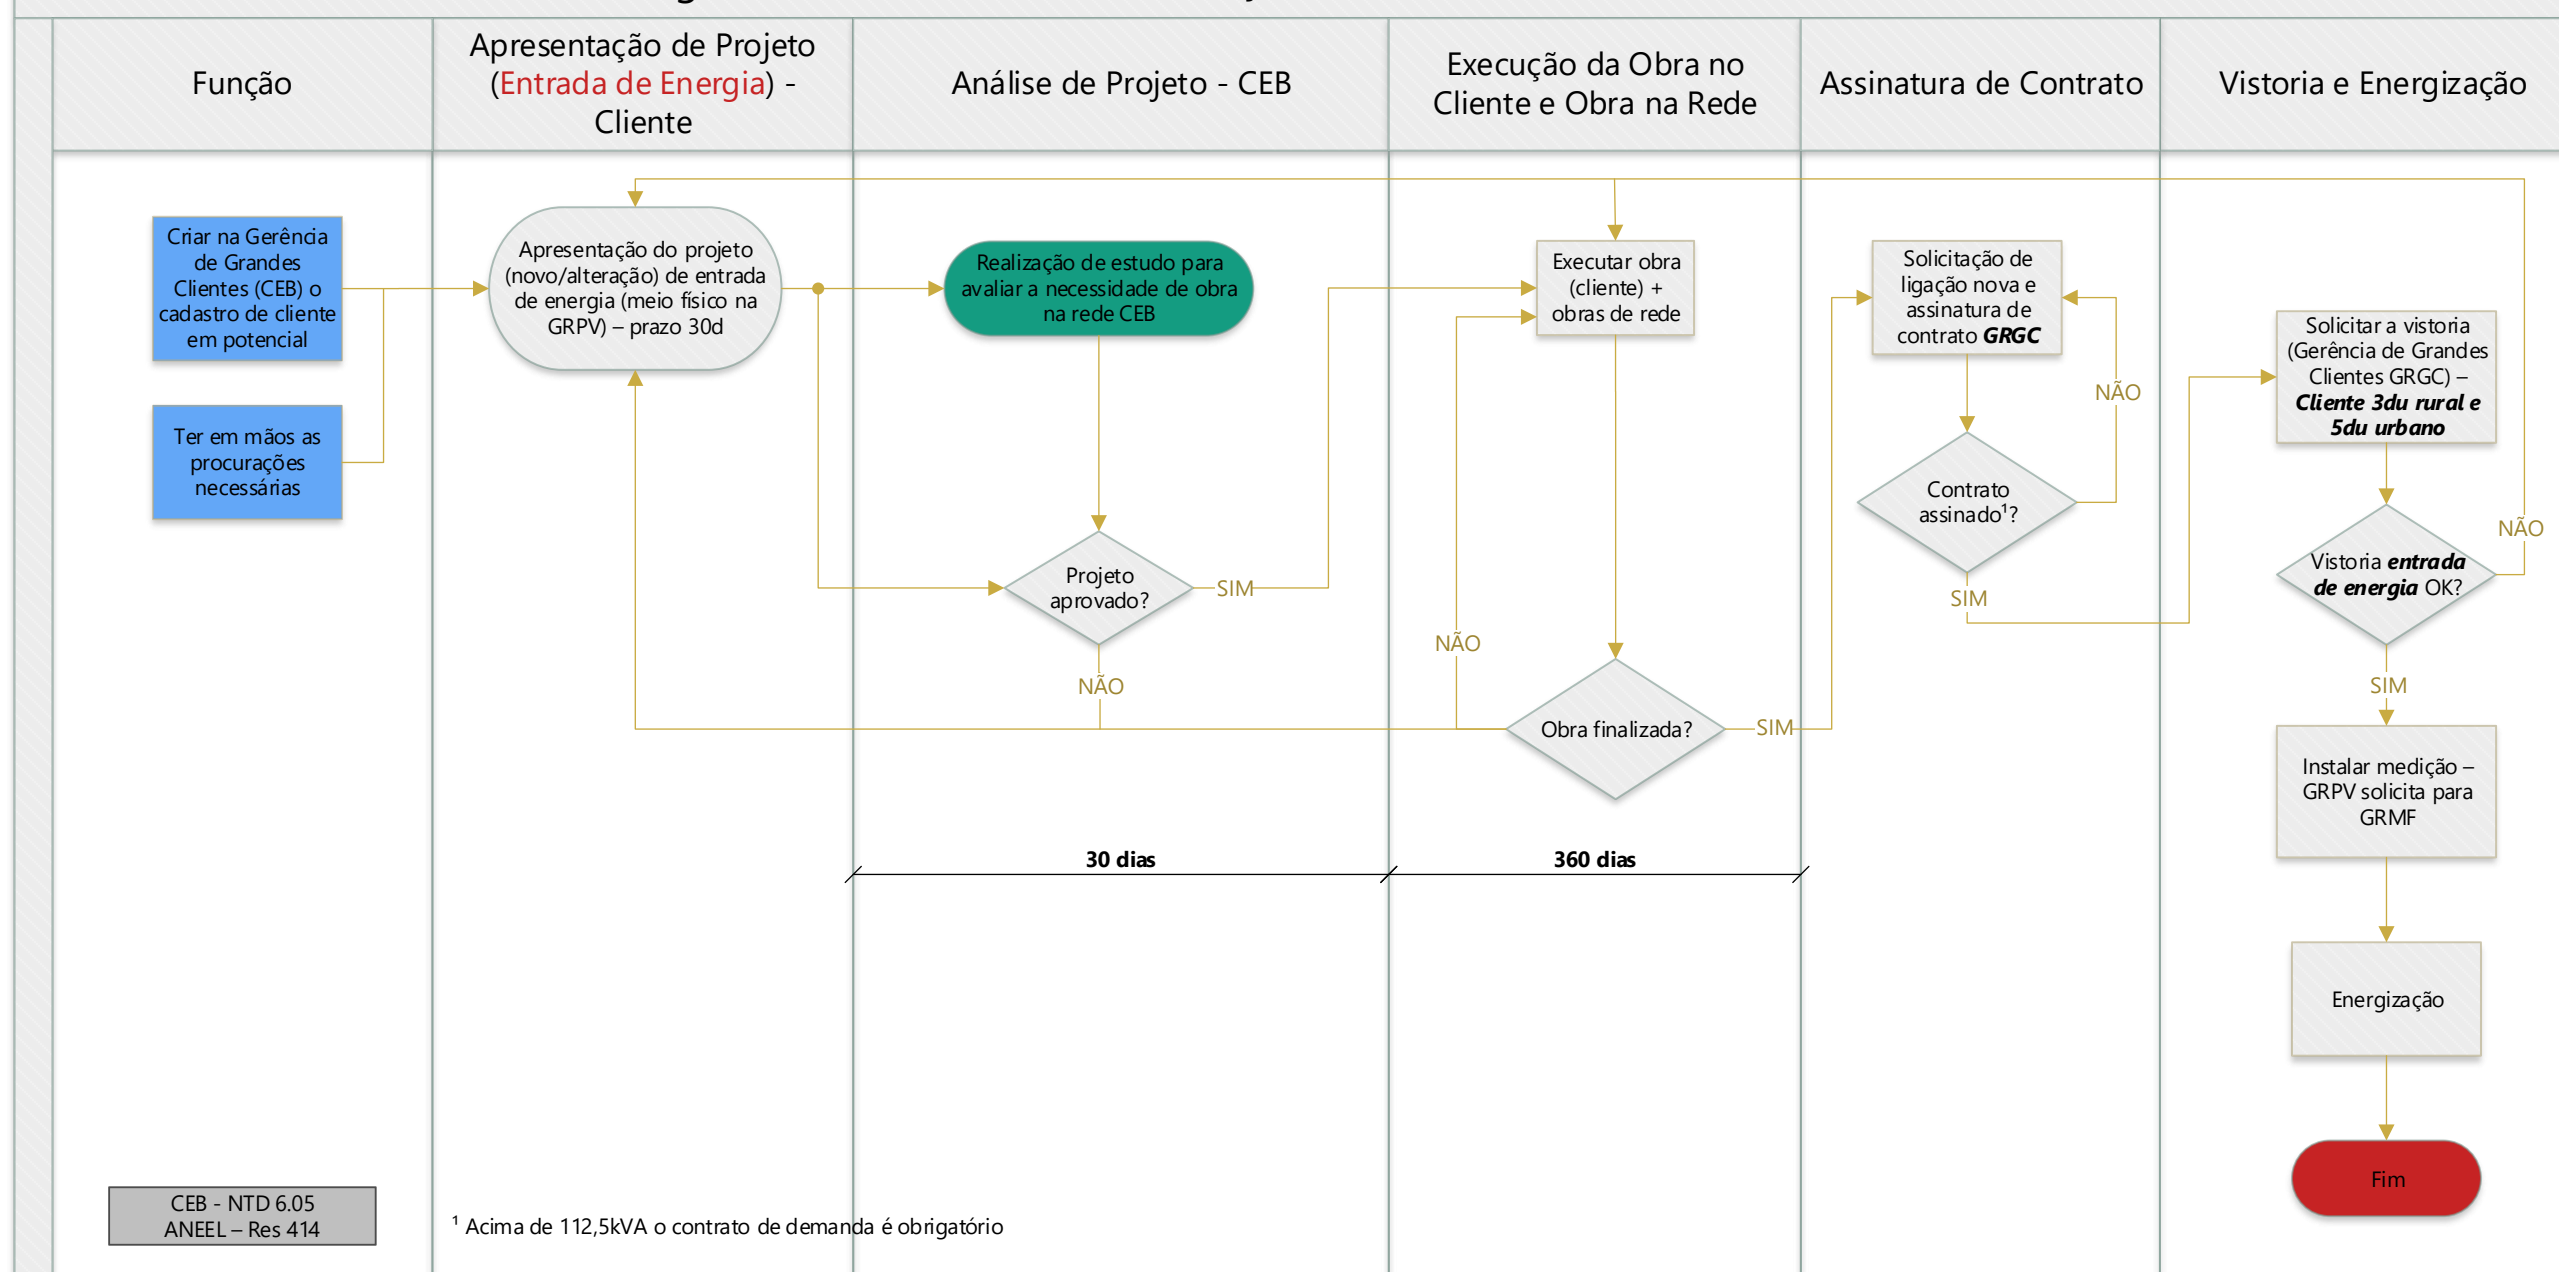 Função
Apresentação de Projeto
(Entrada de Energia) -
Cliente
Análise de Projeto - CEB
Execução da Obra no
Cliente e Obra na Rede
Assinatura de Contrato
Vistoria e Energização
Criar na Gerência
de Grandes
Clientes (CEB) o
cadastro de cliente
em potencial
Ter em mãos as
procurações
necessárias
Apresentação do projeto
(novo/alteração) de entrada
de energia (meio físico na
GRPV) – prazo 30d
Realização de estudo para
avaliar a necessidade de obra
na rede CEB
Projeto
aprovado?
SIM
NÃO
Executar obra
(cliente) +
obras de rede
NÃO
Obra finalizada?
SIM
Solicitação de
ligação nova e
assinatura de
contrato GRGC
NÃO
Contrato
assinado¹?
SIM
Solicitar a vistoria
(Gerência de Grandes
Clientes GRGC) –
Cliente 3du rural e
5du urbano
NÃO
Vistoria entrada
de energia OK?
SIM
Instalar medição –
GRPV solicita para
GRMF
Energização
Fim
30 dias
360 dias
CEB - NTD 6.05
ANEEL – Res 414
¹ Acima de 112,5kVA o contrato de demanda é obrigatório